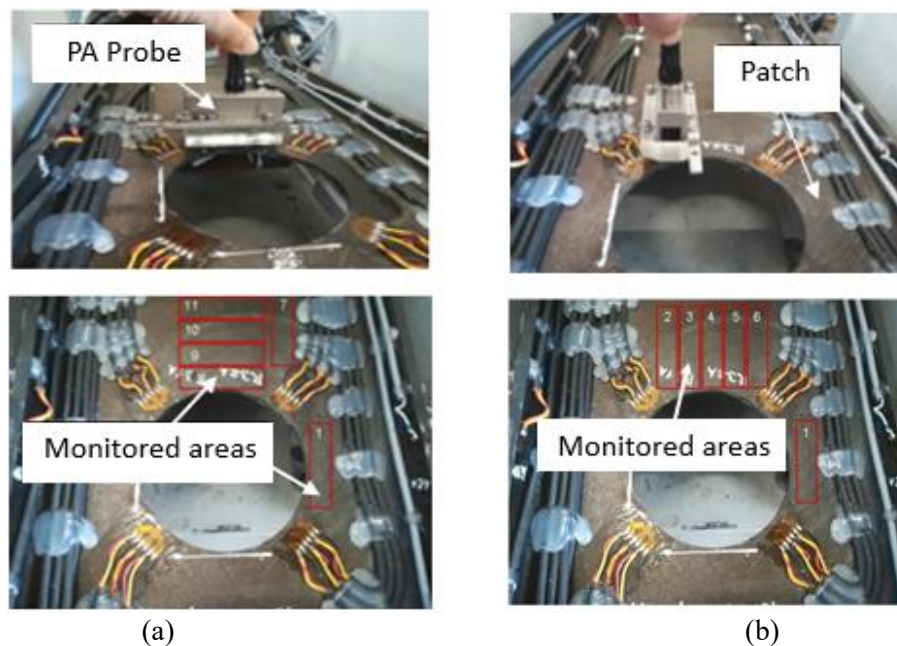 PA Probe
Patch
11
7
10
9
Monitored areas
1
2 3 4 5 6
Monitored areas
1
(a)
(b)